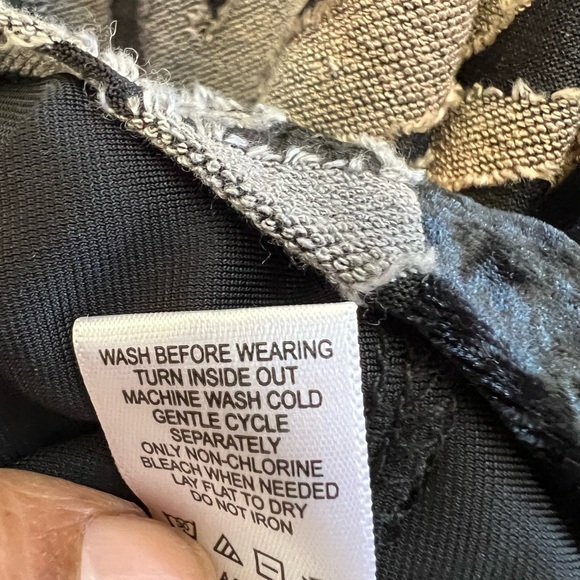 WASH BEFORE WEARING
TURN INSIDE OUT
MACHINE WASH COLD
GENTLE CYCLE
SEPARATELY
ONLY NON-CHLORINE
BLEACH WHEN NEEDED
LAY FLAT TO DRY
DO NOT IRON